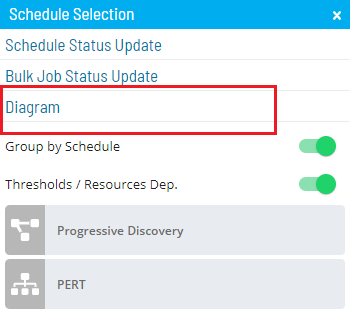 Schedule Selection ×
Schedule Status Update
Bulk Job Status Update
Diagram
Group by Schedule
Thresholds / Resources Dep.
Progressive Discovery
PERT